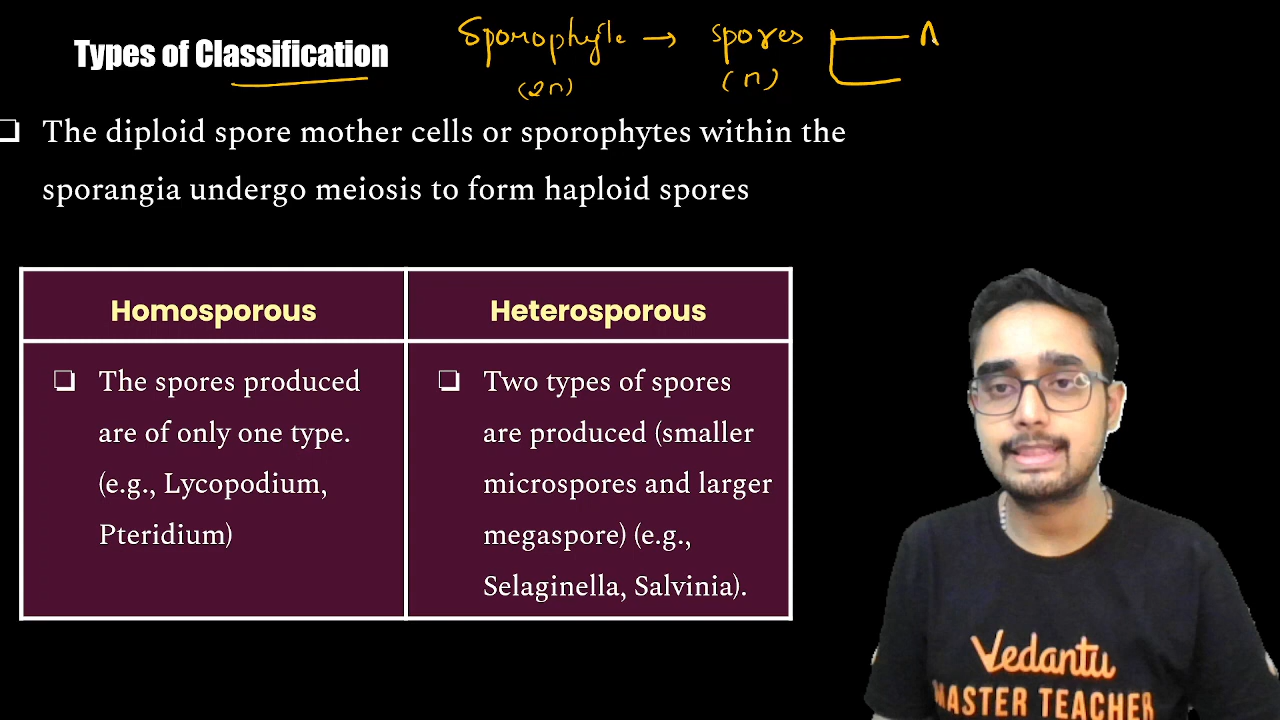 Types of Classification
Sporophyte → spores
(2n) (n)
❏ The diploid spore mother cells or sporophytes within the
sporangia undergo meiosis to form haploid spores
Homosporous
❏ The spores produced
are of only one type.
(e.g., Lycopodium,
Pteridium)
Heterosporous
❏ Two types of spores
are produced (smaller
microspores and larger
megaspore) (e.g.,
Selaginella, Salvinia).
Vedantu
MASTER TEACHER